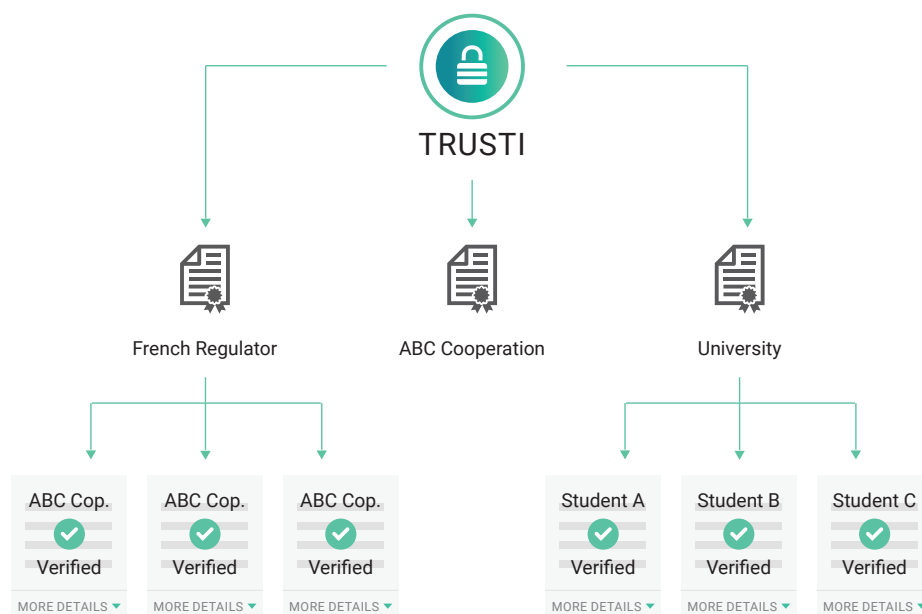 TRUSTI
French Regulator
ABC Cooperation
University
ABC Cop.
Verified
MORE DETAILS
ABC Cop.
Verified
MORE DETAILS
ABC Cop.
Verified
MORE DETAILS
Student A
Verified
MORE DETAILS
Student B
Verified
MORE DETAILS
Student C
Verified
MORE DETAILS